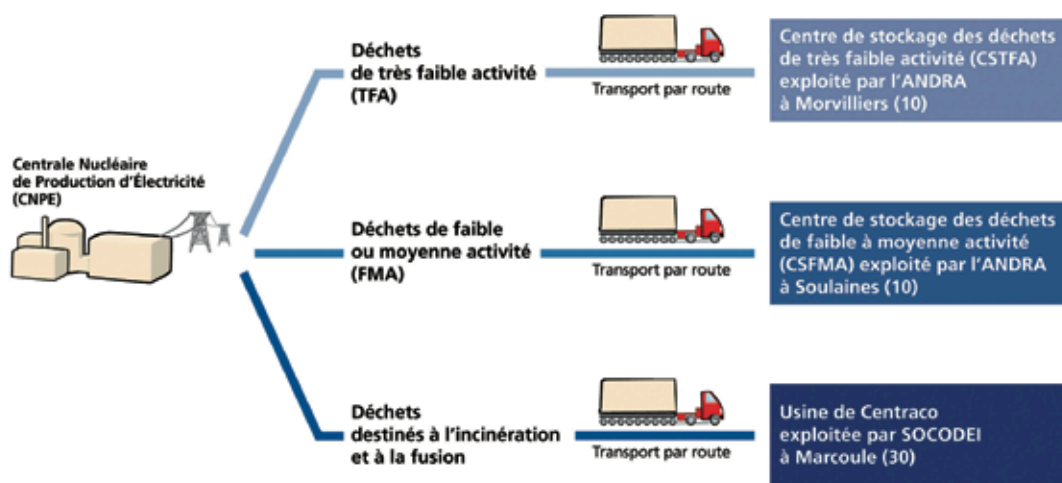 Centrale Nucléaire
de Production d'Électricité
(CNPE)
Déchets
de très faible activité
(TFA)
Transport par route
Centre de stockage des déchets
de très faible activité (CSTFA)
exploité par l'ANDRA
à Morvilliers (10)
Déchets de faible
ou moyenne activité
(FMA)
Transport par route
Centre de stockage des déchets
de faible à moyenne activité
(CSFMA) exploité par l'ANDRA
à Soulaines (10)
Déchets
destinés à l'incinération
et à la fusion
Transport par route
Usine de Centraco
exploitée par SOCODEI
à Marcoule (30)